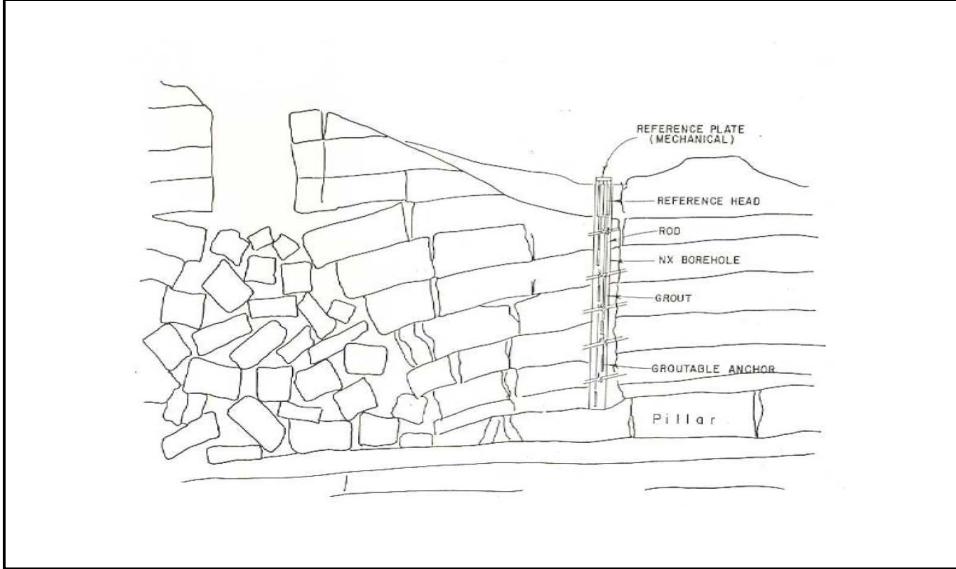 REFERENCE PLATE
(MECHANICAL)
REFERENCE HEAD
ROD
NX BOREHOLE
GROUT
GROUTABLE ANCHOR
Pillar